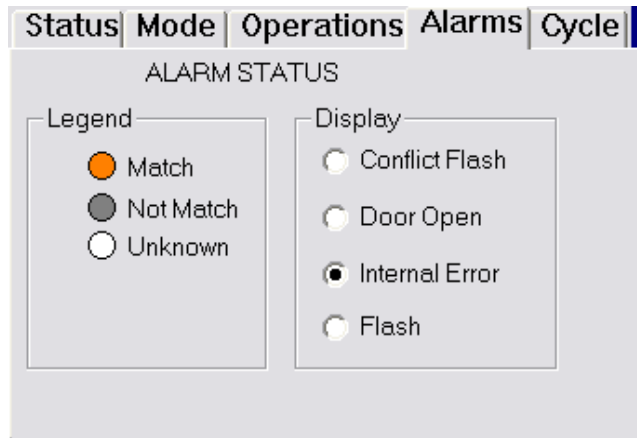 Status Mode Operations Alarms Cycle
ALARM STATUS
Legend
Match
Not Match
Unknown
Display
Conflict Flash
Door Open
Internal Error
Flash